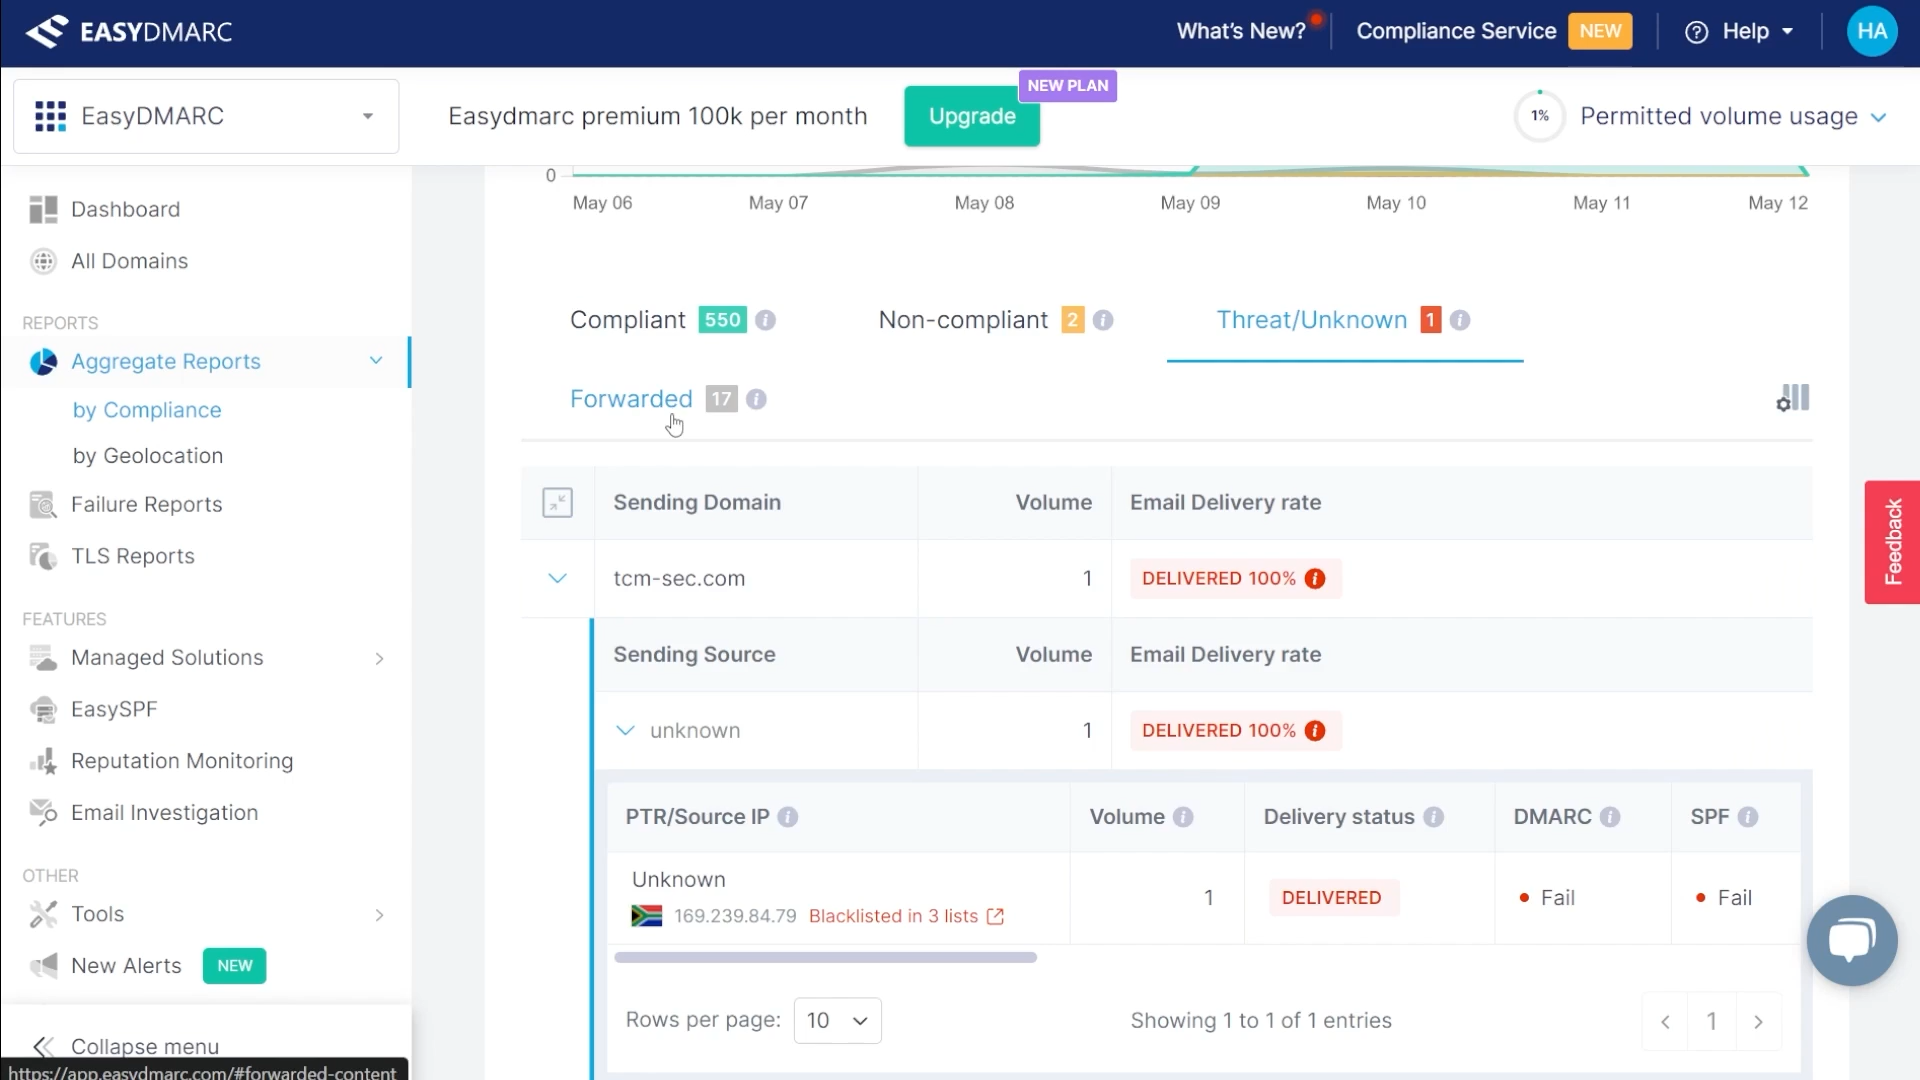 EASYDMARC
What's New?
Compliance Service NEW
Help
HA
EasyDMARC
Easydmarc premium 100k per month
Upgrade
NEW PLAN
1%
Permitted volume usage
Dashboard
All Domains
REPORTS
Aggregate Reports
by Compliance
by Geolocation
Failure Reports
TLS Reports
FEATURES
Managed Solutions
EasySPF
Reputation Monitoring
Email Investigation
OTHER
Tools
New Alerts NEW
Collapse menu
https://app.easydmarc.com/#forwarded-content
0
May 06 May 07 May 08 May 09 May 10 May 11 May 12
Compliant 550 Non-compliant 2 Threat/Unknown 1
Forwarded 17
Sending Domain Volume Email Delivery rate
tcm-sec.com 1 DELIVERED 100%
Sending Source Volume Email Delivery rate
unknown 1 DELIVERED 100%
PTR/Source IP Volume Delivery status DMARC SPF
Unknown
169.239.84.79 Blacklisted in 3 lists
1 DELIVERED Fail Fail
Rows per page: 10 Showing 1 to 1 of 1 entries 1
Feedback